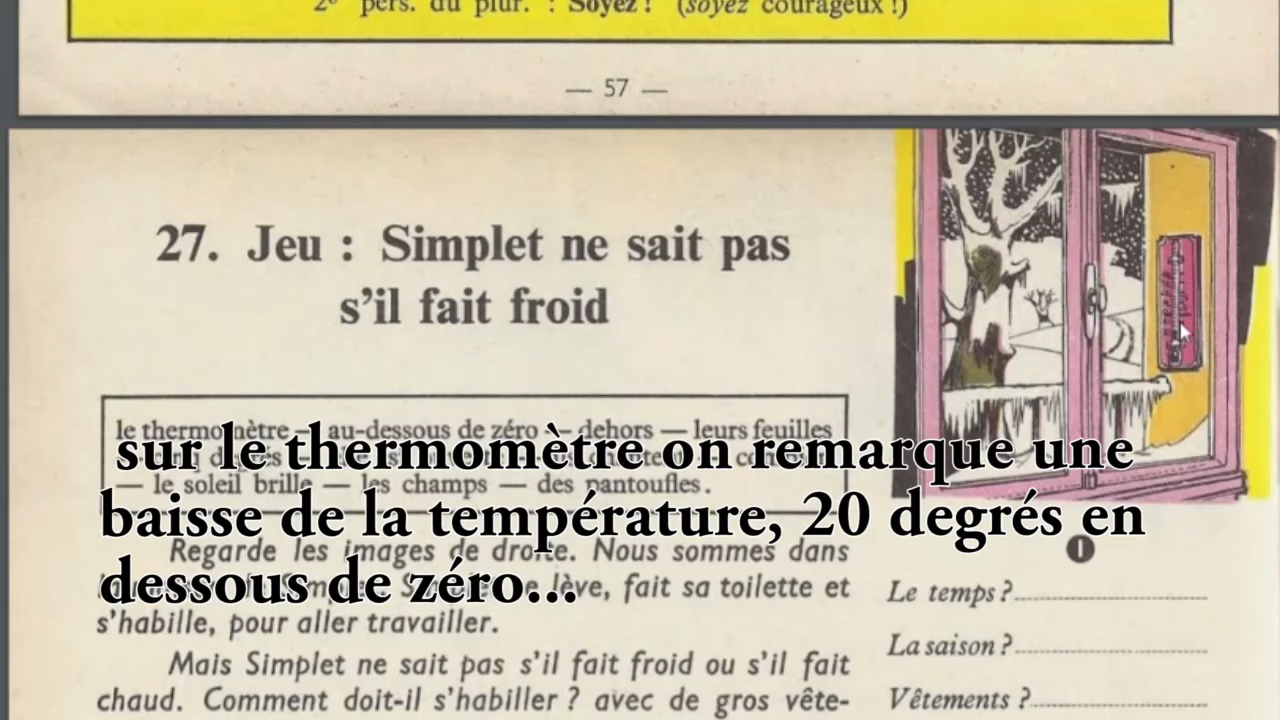 2e pers. du plur. : Soyez ! (soyez courageux !)
— 57 —
27. Jeu : Simplet ne sait pas
s'il fait froid
le thermomètre — au-dessous de zéro — dehors — leurs feuilles
— le soleil brille — les champs — des pantoufles.
sur le thermomètre on remarque une
baisse de la température, 20 degrés en
dessous de zéro...
Regarde les images de droite. Nous sommes dans
lève, fait sa toilette et
s'habille, pour aller travailler.
Mais Simplet ne sait pas s'il fait froid ou s'il fait
chaud. Comment doit-il s'habiller ? avec de gros vête-
1
Le temps ?
La saison ?
Vêtements ?